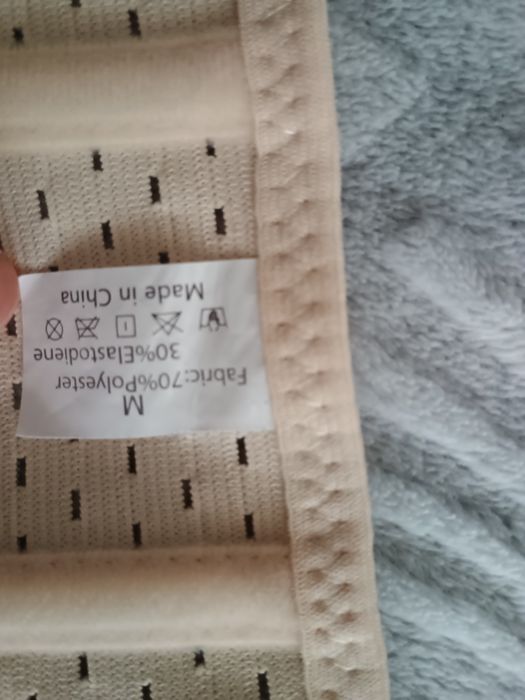 M
Fabric:70%Polyester
30%Elastodiene
Made in China